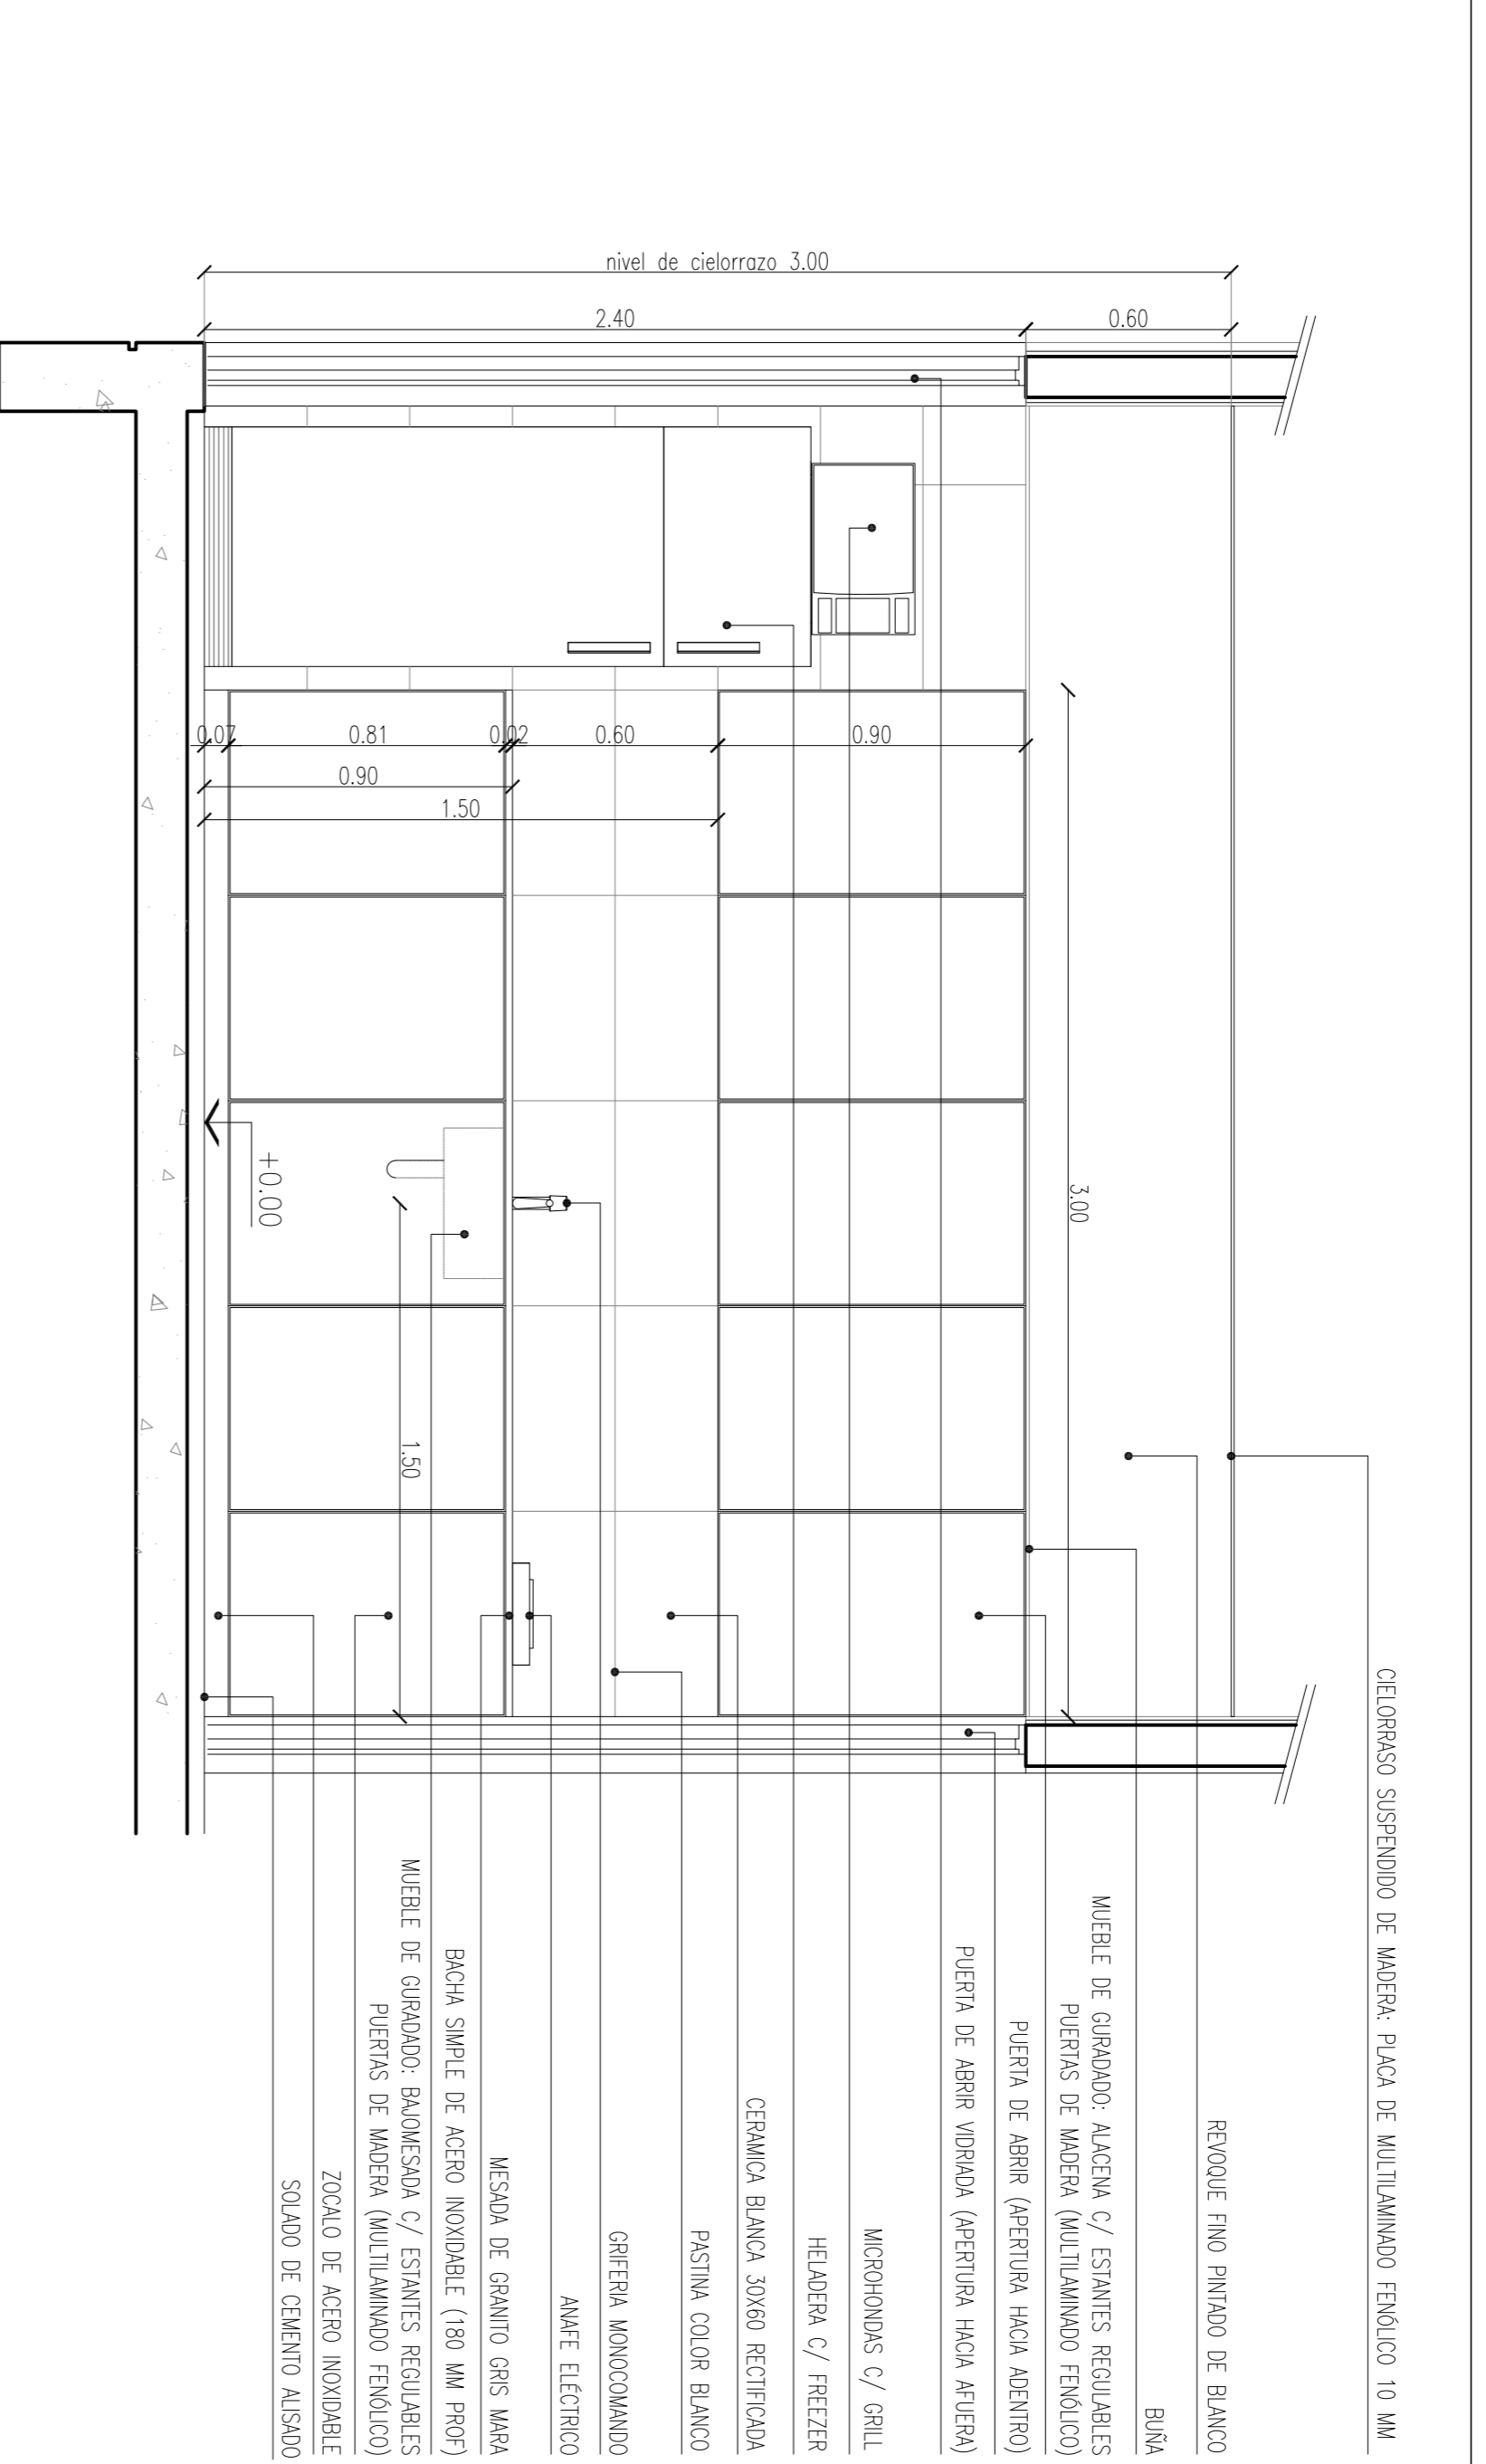 CIELORRASO SUSPENDIDO DE MADERA: PLACA DE MULTILAMINADO FENÓLICO 10 MM
REVOQUE FINO PINTADO DE BLANCO
BUÑA
MUEBLE DE GURADADO: ALACENA C/ ESTANTES REGULABLES
PUERTAS DE MADERA (MULTILAMINADO FENÓLICO)
PUERTA DE ABRIR (APERTURA HACIA ADENTRO)
PUERTA DE ABRIR VIDRIADA (APERTURA HACIA AFUERA)
MICROHONDAS C/ GRILL
HELADERA C/ FREEZER
CERAMICA BLANCA 30X60 RECTIFICADA
PASTINA COLOR BLANCO
GRIFERIA MONOCOMANDO
ANAFE ELÉCTRICO
MESADA DE GRANITO GRIS MARA
BACHA SIMPLE DE ACERO INOXIDABLE (180 MM PROF)
MUEBLE DE GURADADO: BAJOMESADA C/ ESTANTES REGULABLES
PUERTAS DE MADERA (MULTILAMINADO FENÓLICO)
ZOCALO DE ACERO INOXIDABLE
SOLADO DE CEMENTO ALISADO
nivel de cielorrazo 3.00
2.40
0.60
0.07
0.81
0.02
0.60
0.90
0.90
1.50
3.00
1.50
+0.00